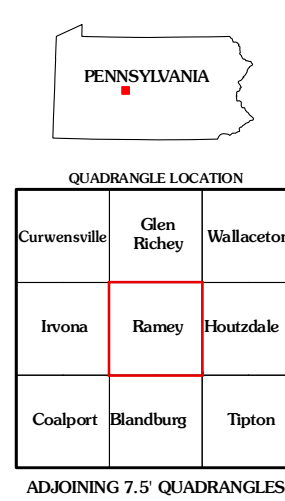 PENNSYLVANIA
QUADRANGLE LOCATION
Curwensville Glen Richey Wallaceton
Irvona Ramey Houtzdale
Coalport Blandburg Tipton
ADJOINING 7.5' QUADRANGLES